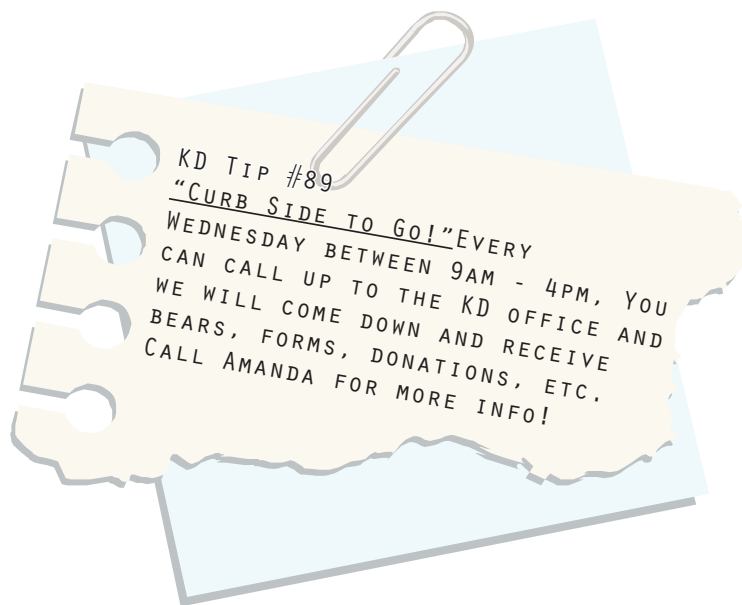 KD Tip #89
“Curb Side to Go!”Every
Wednesday between 9am - 4pm, You
can call up to the KD office and
we will come down and receive
bears, forms, donations, etc.
Call Amanda for more info!